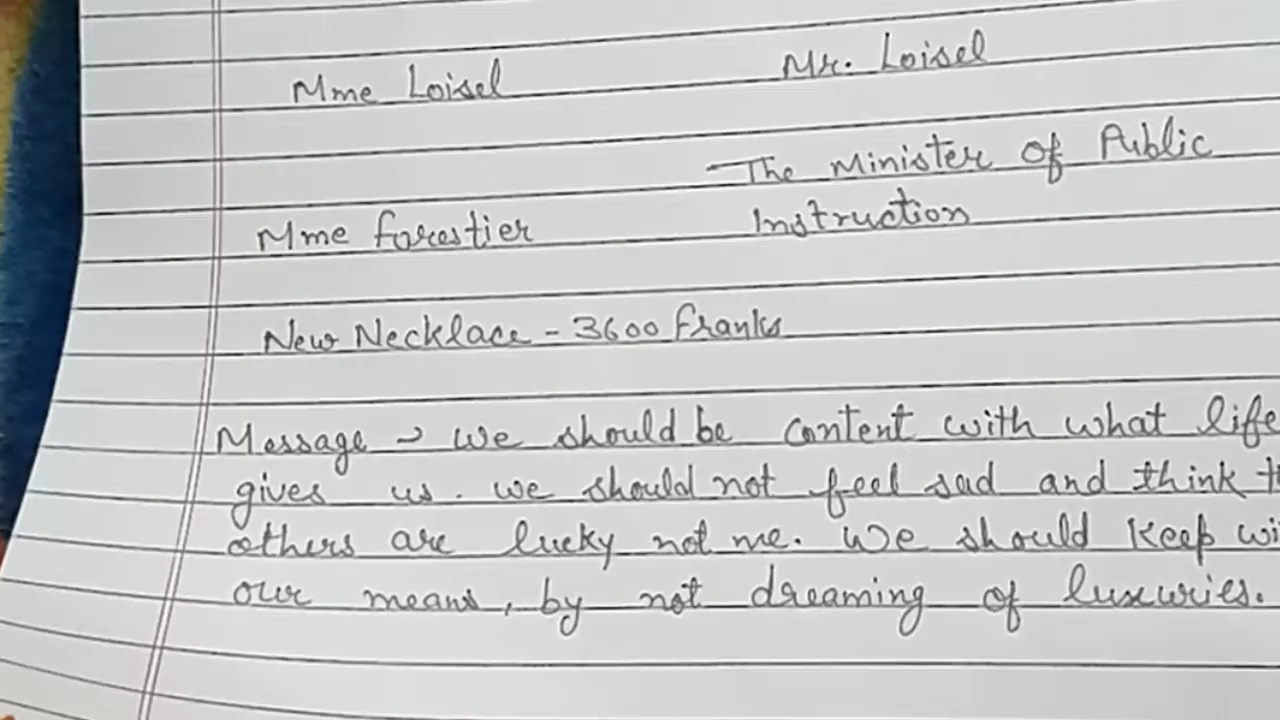 Mme Loisel Mr. Loisel
The Minister of Public
Mme Forestier Instruction
New Necklace - 3600 Franks
Message → We should be content with what life
gives us. We should not feel sad and think
others are lucky not me. We should keep
our means, by not dreaming of luxuries.